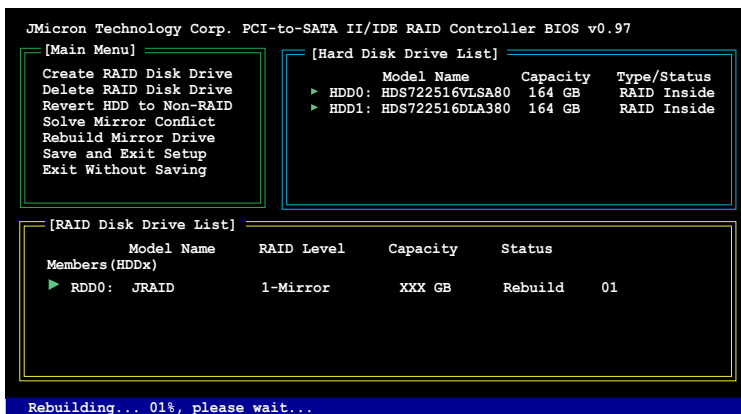 JMicron Technology Corp. PCI-to-SATA II/IDE RAID Controller BIOS v0.97
[Main Menu]
Create RAID Disk Drive
Delete RAID Disk Drive
Revert HDD to Non-RAID
Solve Mirror Conflict
Rebuild Mirror Drive
Save and Exit Setup
Exit Without Saving
[Hard Disk Drive List]
Model Name Capacity Type/Status
HDD0: HDS722516VLSA80 164 GB RAID Inside
HDD1: HDS722516DLA380 164 GB RAID Inside
[RAID Disk Drive List]
Model Name RAID Level Capacity Status
Members(HDDx)
RDD0: JRAID 1-Mirror XXX GB Rebuild 01
Rebuilding... 01%, please wait...